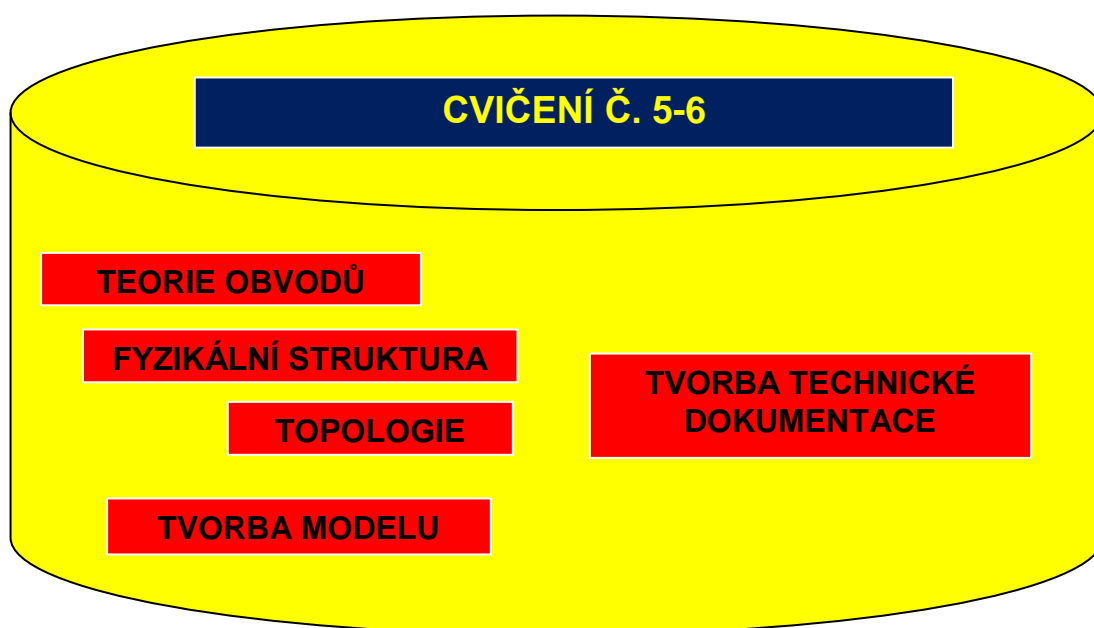 CVIČENÍ Č. 5-6
TEORIE OBVODŮ
FYZIKÁLNÍ STRUKTURA
TOPOLOGIE
TVORBA MODELU
TVORBA TECHNICKÉ
DOKUMENTACE